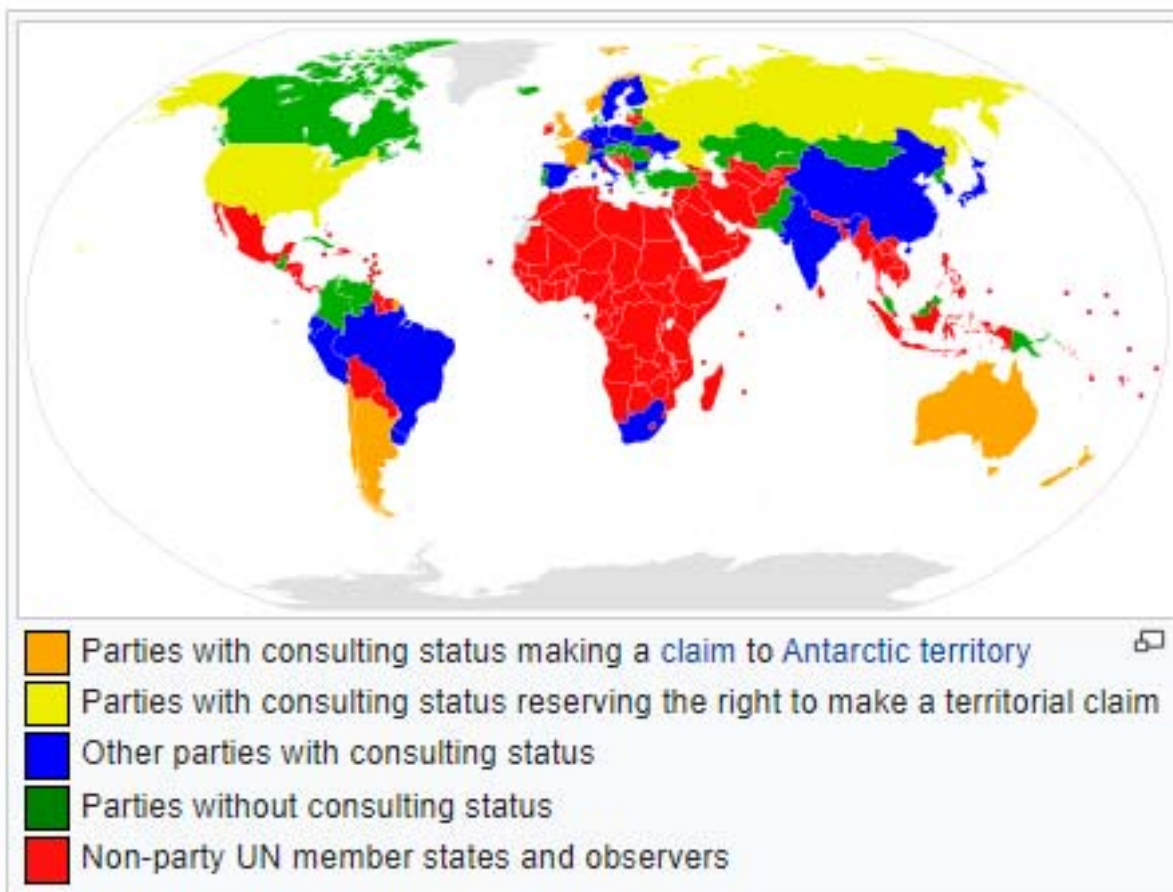 Parties with consulting status making a claim to Antarctic territory
Parties with consulting status reserving the right to make a territorial claim
Other parties with consulting status
Parties without consulting status
Non-party UN member states and observers